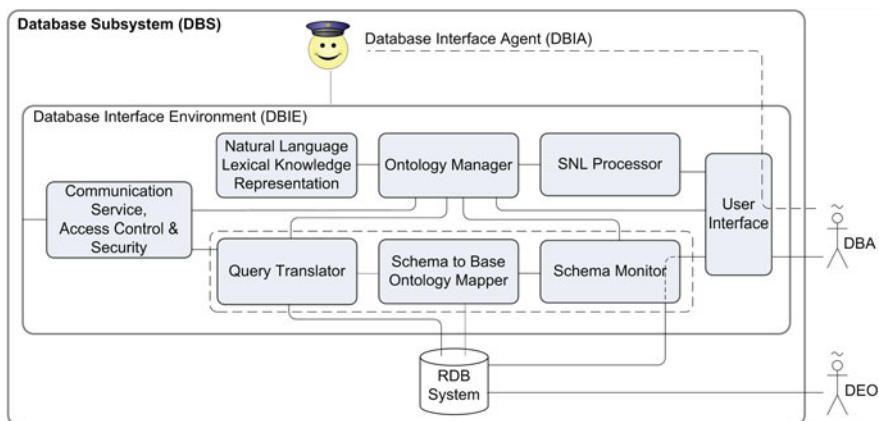 Database Subsystem (DBS)
Database Interface Agent (DBIA)
Database Interface Environment (DBIE)
Natural Language
Lexical Knowledge
Representation
Ontology Manager
SNL Processor
Communication
Service,
Access Control &
Security
User
Interface
DBA
Query Translator
Schema to Base
Ontology Mapper
Schema Monitor
RDB
System
DEO